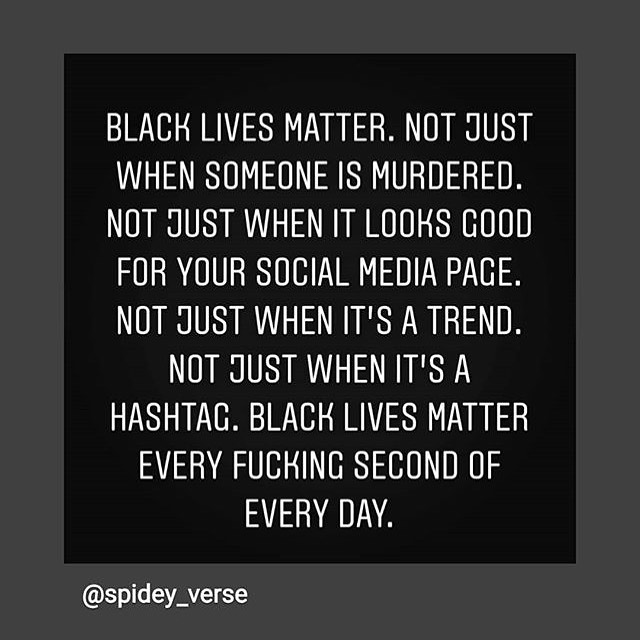 BLACK LIVES MATTER. NOT JUST
WHEN SOMEONE IS MURDERED.
NOT JUST WHEN IT LOOKS GOOD
FOR YOUR SOCIAL MEDIA PAGE.
NOT JUST WHEN IT'S A TREND.
NOT JUST WHEN IT'S A
HASHTAG. BLACK LIVES MATTER
EVERY FUCKING SECOND OF
EVERY DAY.
@spidey_verse